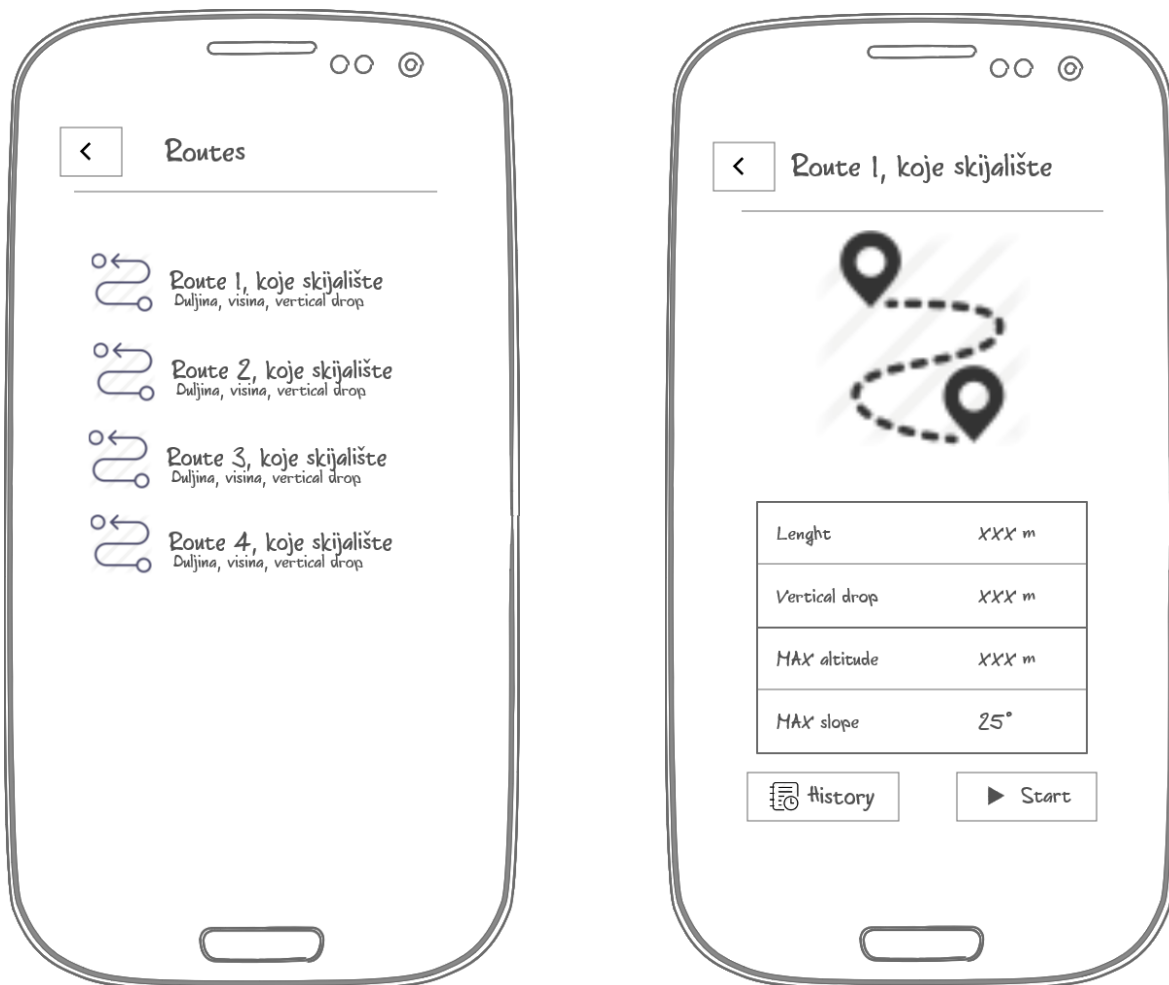 Routes
Route 1, koje skijalište
Duljina, visina, vertical drop
Route 2, koje skijalište
Duljina, visina, vertical drop
Route 3, koje skijalište
Duljina, visina, vertical drop
Route 4, koje skijalište
Duljina, visina, vertical drop
Route 1, koje skijalište
Lenght XXX m
Vertical drop XXX m
MAX altitude XXX m
MAX slope 25°
History Start